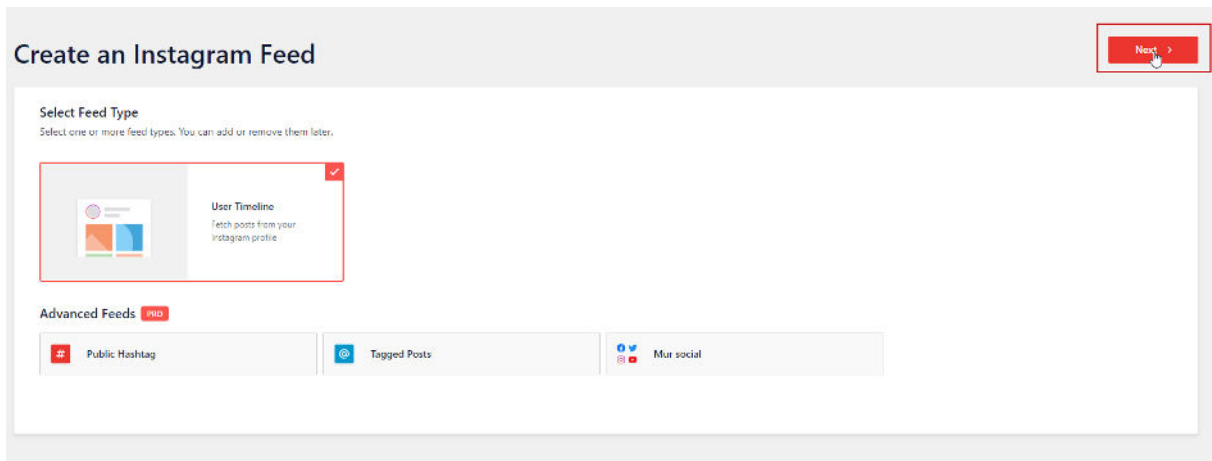 Create an Instagram Feed
Next >
Select Feed Type
Select one or more feed types. You can add or remove them later.
User Timeline
Fetch posts from your
Instagram profile
Advanced Feeds PRO
# Public Hashtag
@ Tagged Posts
Mur social